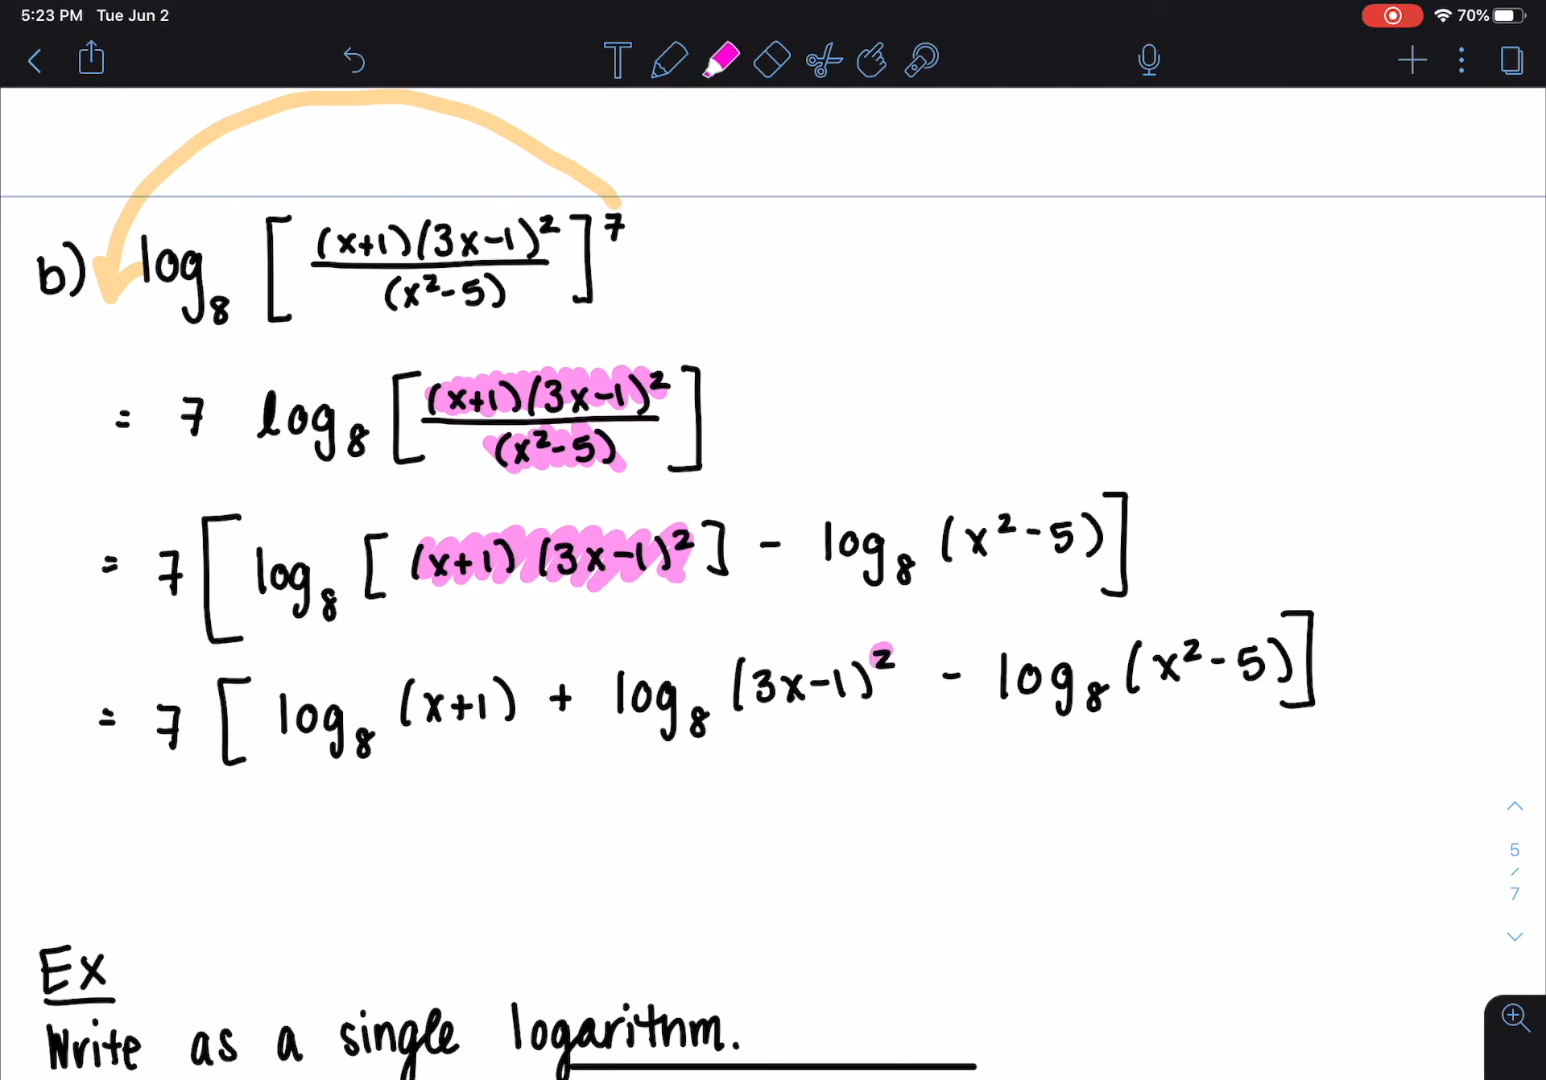 5:23 PM Tue Jun 2 70%
b) log₈ [ (x+1)(3x-1)² / (x²-5) ]⁷
= 7 log₈ [ (x+1)(3x-1)² / (x²-5) ]
= 7 [ log₈ [ (x+1) (3x-1)² ] - log₈ (x²-5) ]
= 7 [ log₈ (x+1) + log₈ (3x-1)² - log₈ (x²-5) ]
5
/
7
Ex
Write as a single logarithm.